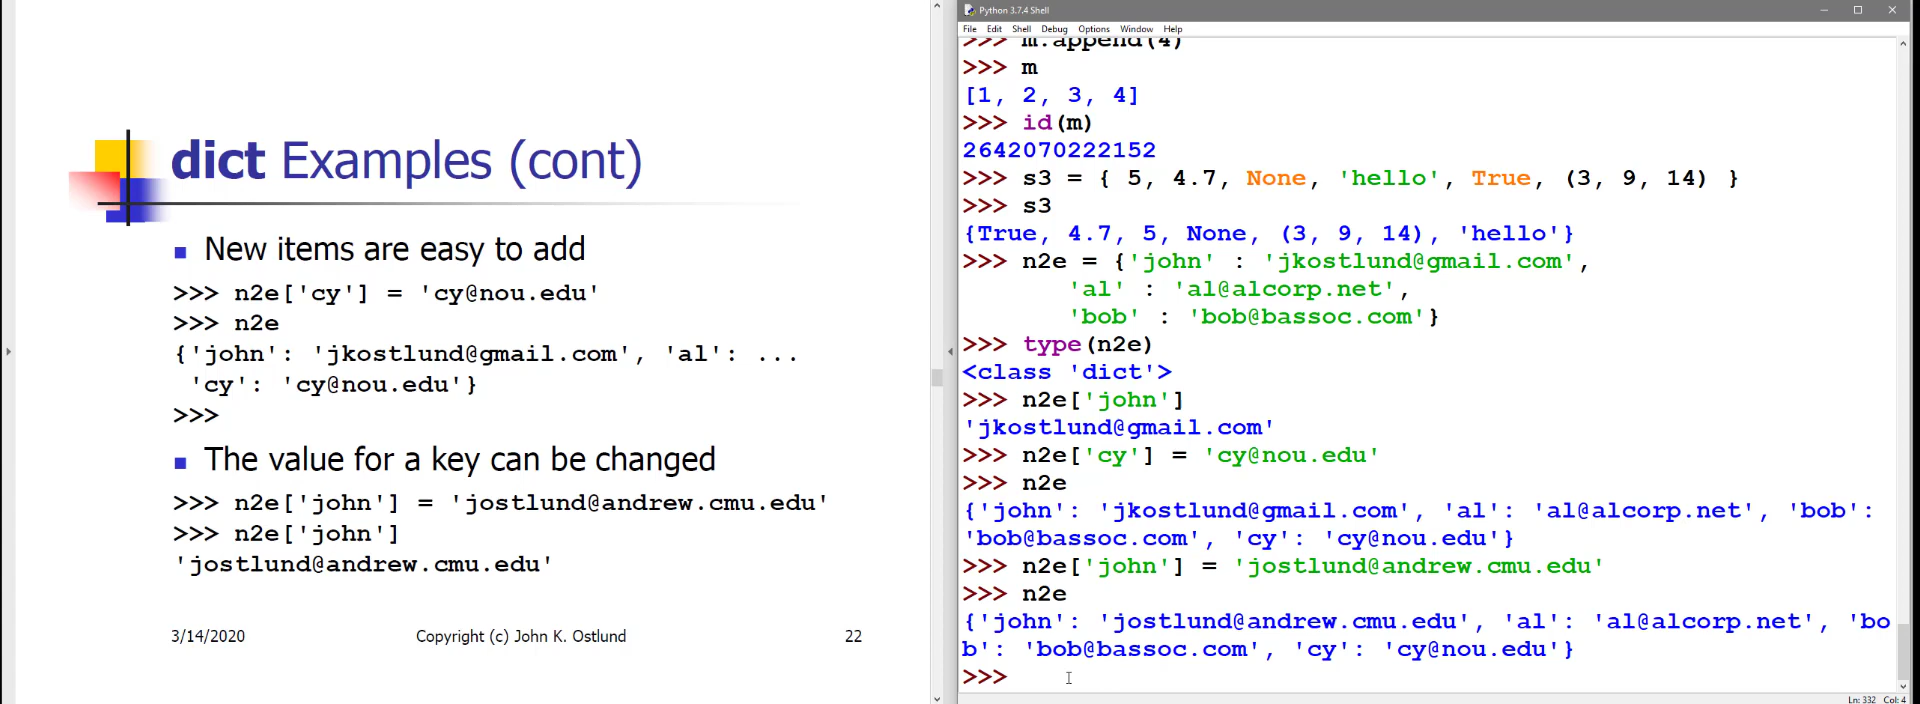 dict Examples (cont)
New items are easy to add
>>> n2e['cy'] = 'cy@nou.edu'
>>> n2e
{'john': 'jkostlund@gmail.com', 'al': ...
'cy': 'cy@nou.edu'}
>>>
The value for a key can be changed
>>> n2e['john'] = 'jostlund@andrew.cmu.edu'
>>> n2e['john']
'jostlund@andrew.cmu.edu'
3/14/2020 Copyright (c) John K. Ostlund 22
Python 3.7.4 Shell
File Edit Shell Debug Options Window Help
>>> m.append(4)
>>> m
[1, 2, 3, 4]
>>> id(m)
2642070222152
>>> s3 = { 5, 4.7, None, 'hello', True, (3, 9, 14) }
>>> s3
{True, 4.7, 5, None, (3, 9, 14), 'hello'}
>>> n2e = {'john' : 'jkostlund@gmail.com',
'al' : 'al@alcorp.net',
'bob' : 'bob@bassoc.com'}
>>> type(n2e)
<class 'dict'>
>>> n2e['john']
'jkostlund@gmail.com'
>>> n2e['cy'] = 'cy@nou.edu'
>>> n2e
{'john': 'jkostlund@gmail.com', 'al': 'al@alcorp.net', 'bob':
'bob@bassoc.com', 'cy': 'cy@nou.edu'}
>>> n2e['john'] = 'jostlund@andrew.cmu.edu'
>>> n2e
{'john': 'jostlund@andrew.cmu.edu', 'al': 'al@alcorp.net', 'bo
b': 'bob@bassoc.com', 'cy': 'cy@nou.edu'}
>>>
Ln: 332 Col: 4